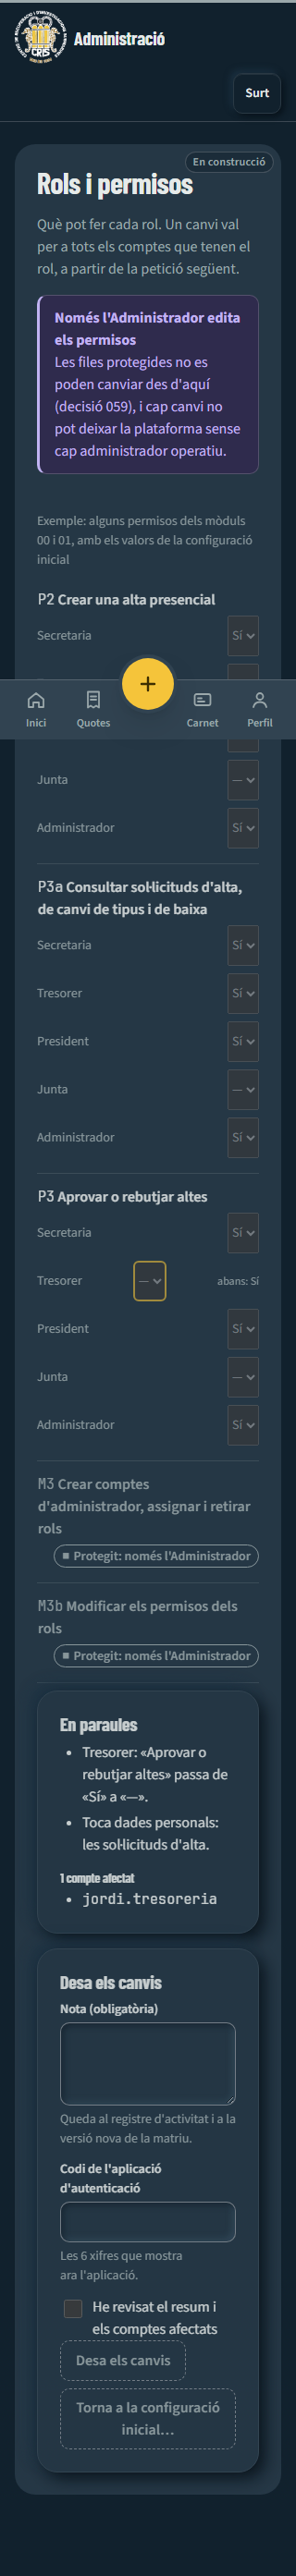 CRIS
Administració
Surt
En construcció
Rols i permisos
Què pot fer cada rol. Un canvi val
per a tots els comptes que tenen el
rol, a partir de la petició següent.
Només l'Administrador edita
els permisos
Les files protegides no es
poden canviar des d'aquí
(decisió 059), i cap canvi no
pot deixar la plataforma sense
cap administrador operatiu.
Exemple: alguns permisos dels mòduls
00 i 01, amb els valors de la configuració
inicial
P2 Crear una alta presencial
Secretaria Sí
+
Inici Quotes Carnet Perfil
Junta —
Administrador Sí
P3a Consultar sol·licituds d'alta,
de canvi de tipus i de baixa
Secretaria Sí
Tresorer Sí
President Sí
Junta —
Administrador Sí
P3 Aprovar o rebutjar altes
Secretaria Sí
Tresorer — abans: Sí
President Sí
Junta —
Administrador Sí
M3 Crear comptes
d'administrador, assignar i retirar
rols
Protegit: només l'Administrador
M3b Modificar els permisos dels
rols
Protegit: només l'Administrador
En paraules
• Tresorer: «Aprovar o
rebutjar altes» passa de
«Sí» a «—».
• Toca dades personals:
les sol·licituds d'alta.
1 compte afectat
• jordi.tresoreria
Desa els canvis
Nota (obligatòria)
Queda al registre d'activitat i a la
versió nova de la matriu.
Codi de l'aplicació
d'autenticació
Les 6 xifres que mostra
ara l'aplicació.
He revisat el resum i
els comptes afectats
Desa els canvis
Torna a la configuració
inicial…